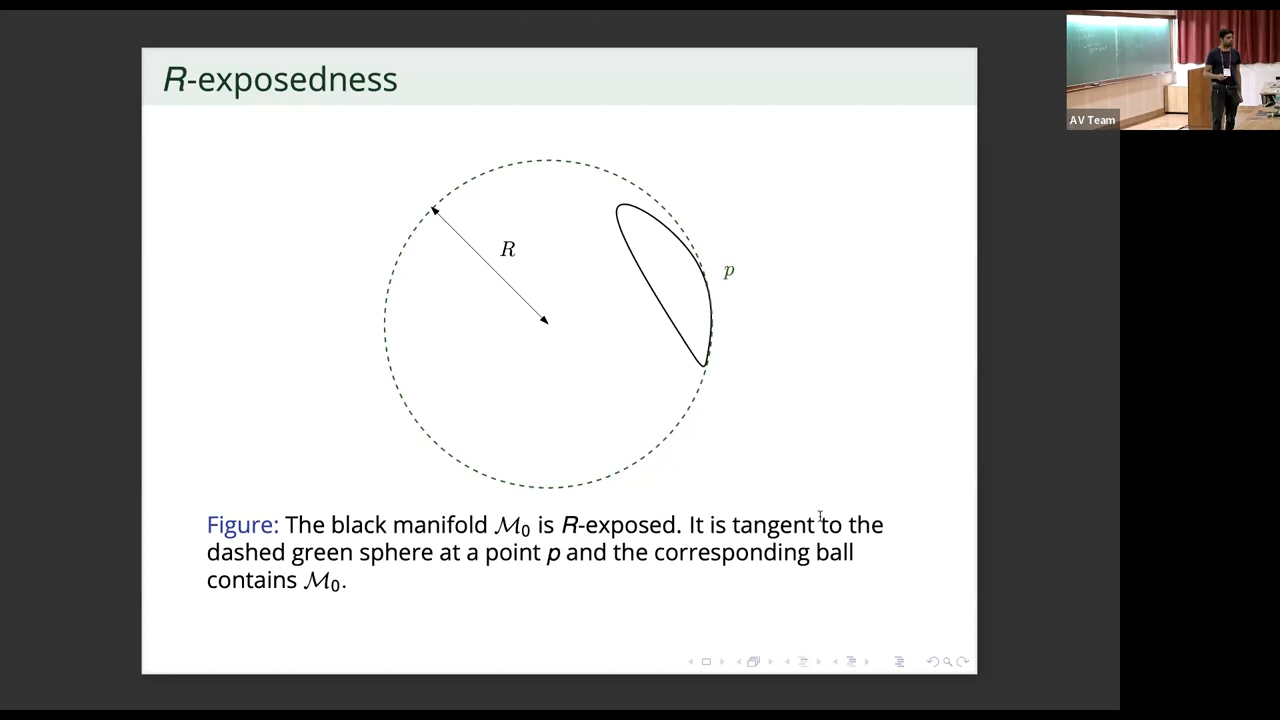 R-exposedness
R
p
Figure: The black manifold M₀ is R-exposed. It is tangent to the
dashed green sphere at a point p and the corresponding ball
contains M₀.
AV Team